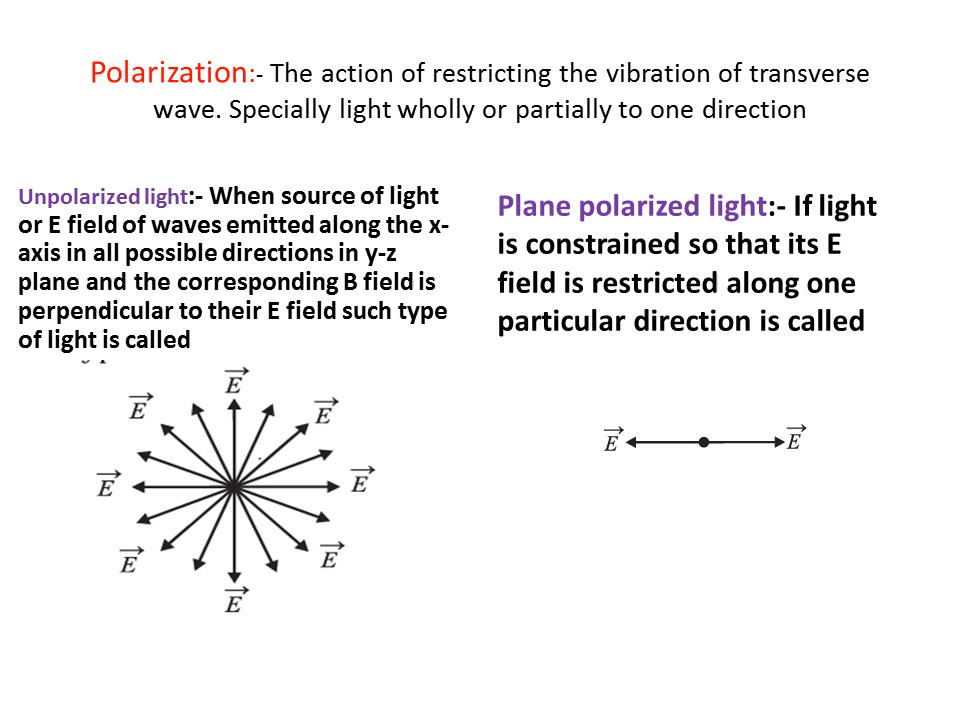 Polarization:- The action of restricting the vibration of transverse
wave. Specially light wholly or partially to one direction
Unpolarized light:- When source of light
or E field of waves emitted along the x-
axis in all possible directions in y-z
plane and the corresponding B field is
perpendicular to their E field such type
of light is called
Plane polarized light:- If light
is constrained so that its E
field is restricted along one
particular direction is called
E
E
E
E
E
E
E
E
E
E